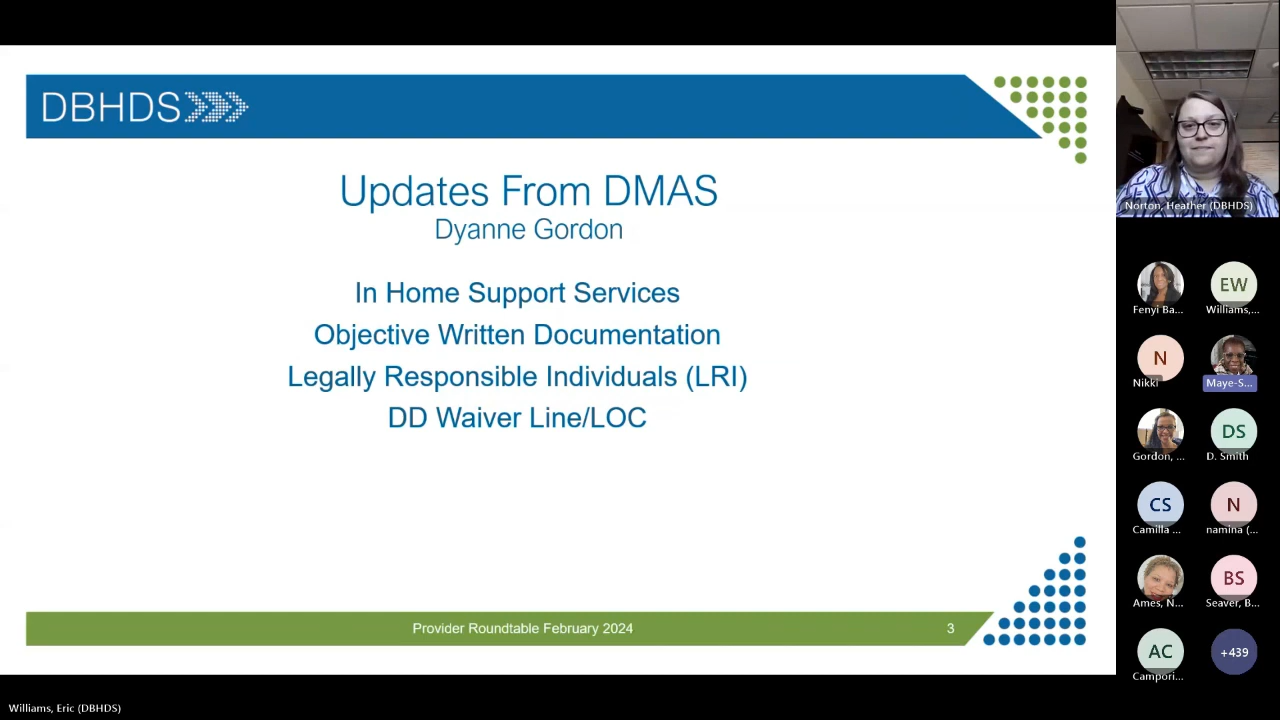 DBHDS
Updates From DMAS
Dyanne Gordon
In Home Support Services
Objective Written Documentation
Legally Responsible Individuals (LRI)
DD Waiver Line/LOC
Provider Roundtable February 2024
3
Norton, Heather (DBHDS)
Fenyi Ba...
EW
Williams,...
N
Nikki
Maye-S...
Gordon, ...
DS
D. Smith
CS
Camilla ...
N
namina (...
Ames, N...
BS
Seaver, B...
AC
Campori...
+439
Williams, Eric (DBHDS)